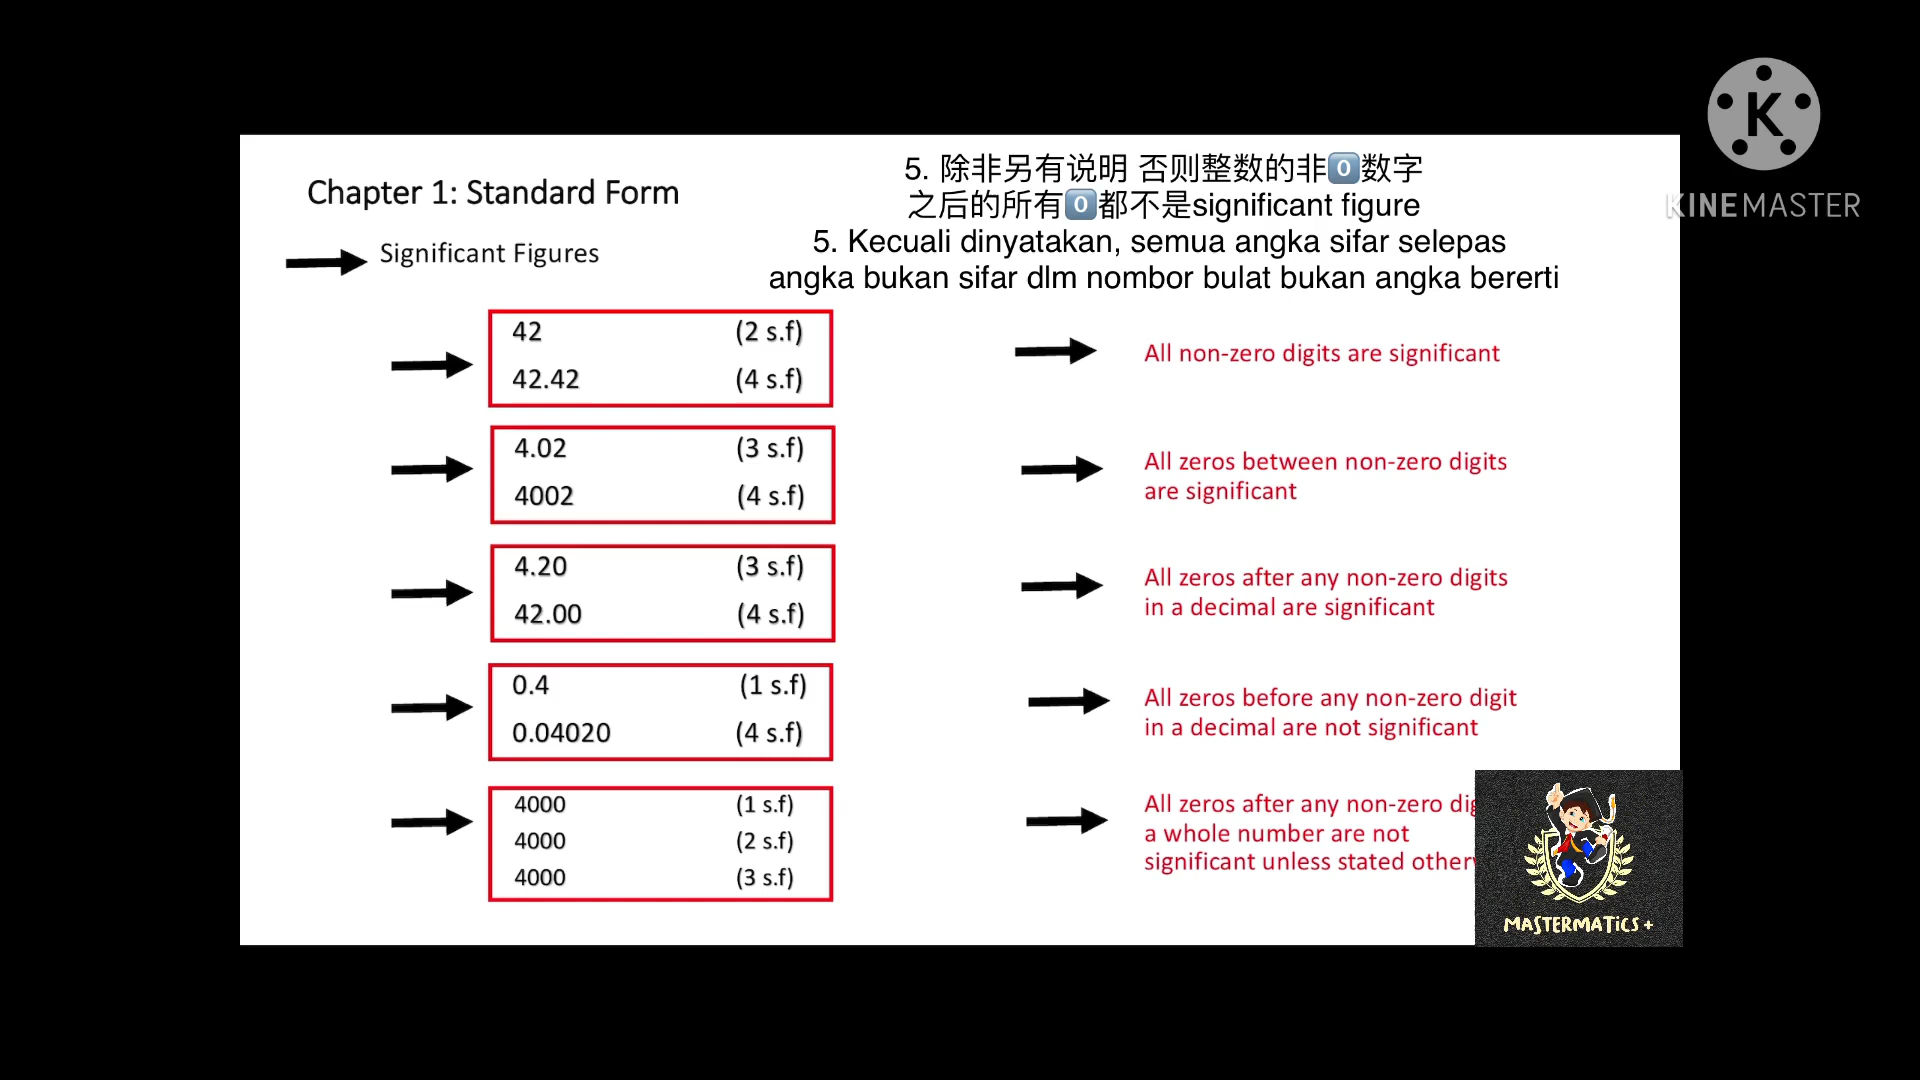 KINEMASTER
Chapter 1: Standard Form
5. 除非另有说明 否则整数的非0️⃣数字
之后的所有0️⃣都不是significant figure
5. Kecuali dinyatakan, semua angka sifar selepas
angka bukan sifar dlm nombor bulat bukan angka bererti
Significant Figures
42 (2 s.f)
42.42 (4 s.f)
All non-zero digits are significant
4.02 (3 s.f)
4002 (4 s.f)
All zeros between non-zero digits
are significant
4.20 (3 s.f)
42.00 (4 s.f)
All zeros after any non-zero digits
in a decimal are significant
0.4 (1 s.f)
0.04020 (4 s.f)
All zeros before any non-zero digit
in a decimal are not significant
4000 (1 s.f)
4000 (2 s.f)
4000 (3 s.f)
All zeros after any non-zero
a whole number are not
significant unless stated
MASTERMATiCS +